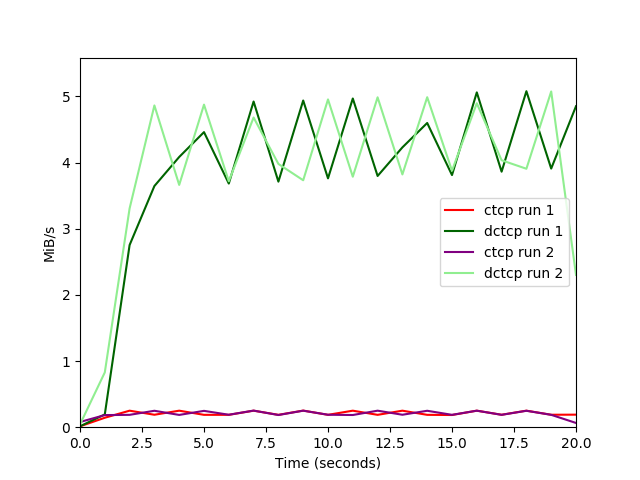 5
4
3
2
1
0
MiB/s
0.0 2.5 5.0 7.5 10.0 12.5 15.0 17.5 20.0
Time (seconds)
ctcp run 1
dctcp run 1
ctcp run 2
dctcp run 2